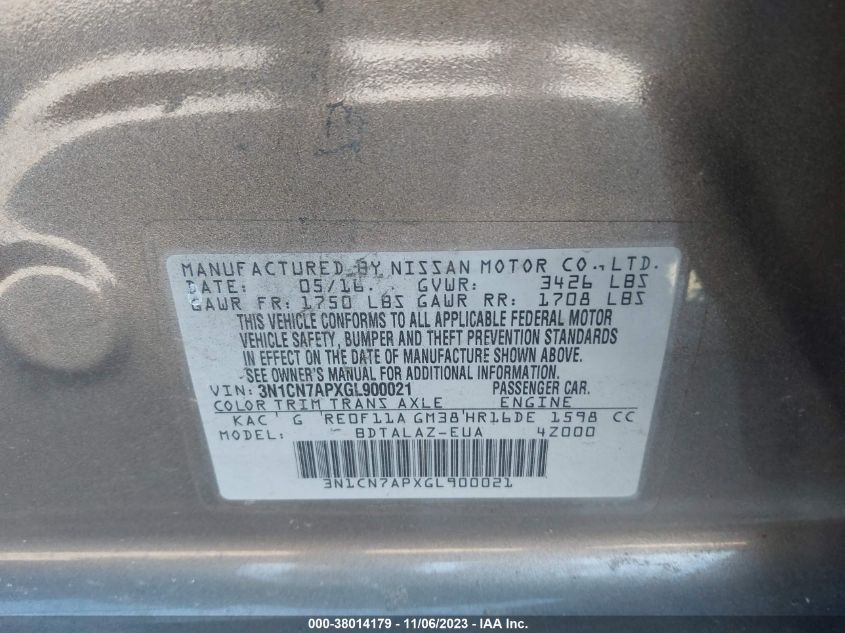 MANUFACTURED BY NISSAN MOTOR CO.,LTD.
DATE: 05/16. GVWR: 3426 LBS
GAWR FR: 1750 LBS GAWR RR: 1708 LBS
THIS VEHICLE CONFORMS TO ALL APPLICABLE FEDERAL MOTOR
VEHICLE SAFETY, BUMPER AND THEFT PREVENTION STANDARDS
IN EFFECT ON THE DATE OF MANUFACTURE SHOWN ABOVE.
SEE OWNER'S MANUAL FOR ADDITIONAL INFORMATION.
VIN: 3N1CN7APXGL900021 PASSENGER CAR.
COLOR TRIM TRANS AXLE ENGINE
KAC G RE0F11A GM38 HR16DE 1598 CC
MODEL: BDTALAZ-EUA 4Z000
3N1CN7APXGL900021
000-38014179 - 11/06/2023 - IAA Inc.